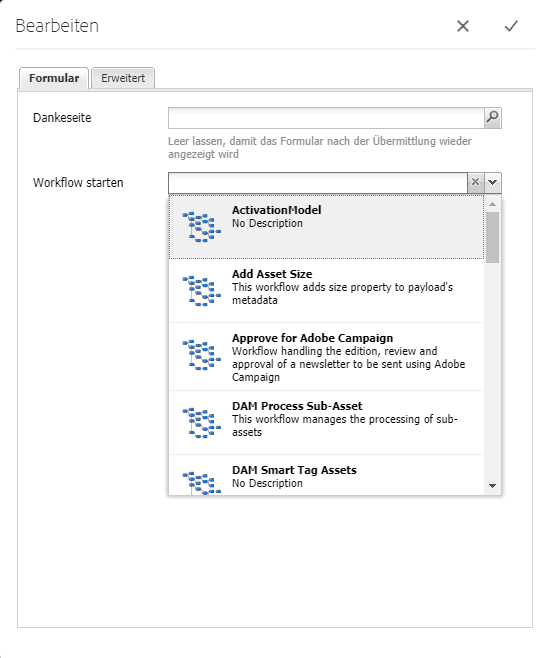 Bearbeiten
Formular
Erweitert
Dankeseite
Leer lassen, damit das Formular nach der Übermittlung wieder
angezeigt wird
Workflow starten
ActivationModel
No Description
Add Asset Size
This workflow adds size property to payload's
metadata
Approve for Adobe Campaign
Workflow handling the edition, review and
approval of a newsletter to be sent using Adobe
Campaign
DAM Process Sub-Asset
This workflow manages the processing of sub-
assets
DAM Smart Tag Assets
No Description